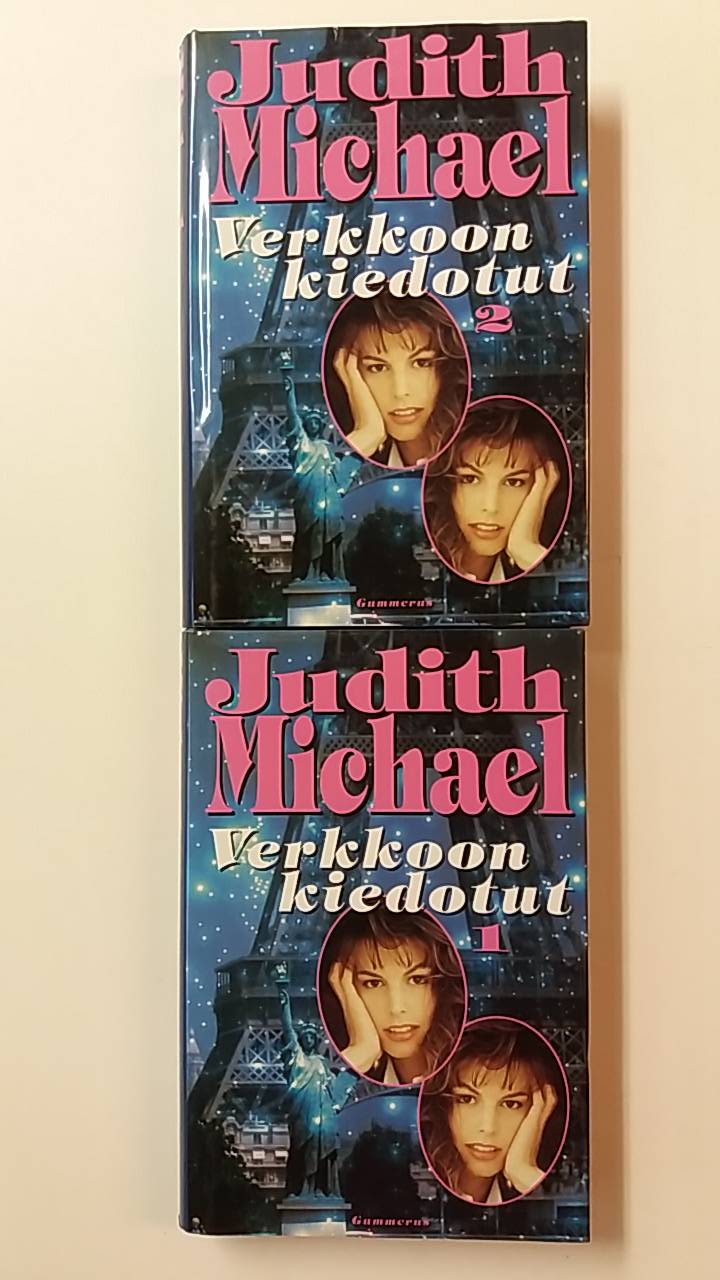 Judith
Michael
Verkkoon
kiedotut
2
Gummerus
Judith
Michael
Verkkoon
kiedotut
1
Gummerus